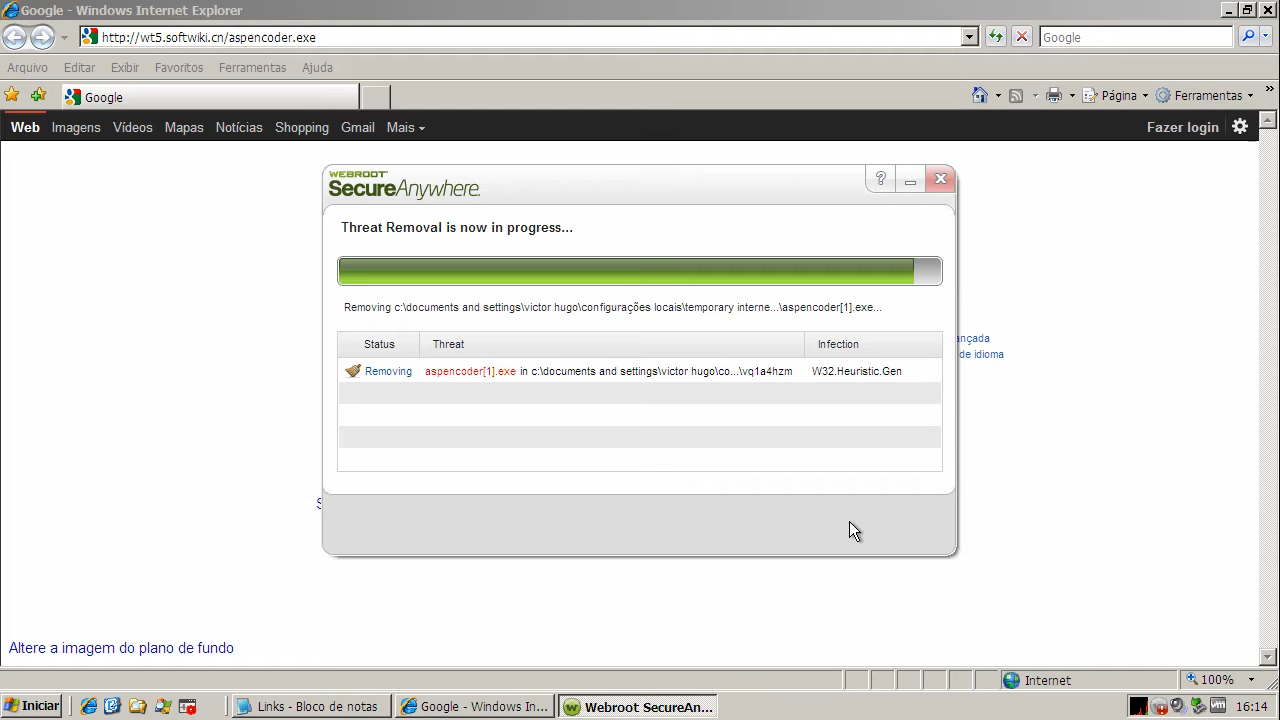 Google - Windows Internet Explorer
http://wt5.softwiki.cn/aspencoder.exe
Google
Arquivo Editar Exibir Favoritos Ferramentas Ajuda
Google
Página Ferramentas »
Web Imagens Vídeos Mapas Notícias Shopping Gmail Mais
Fazer login
WEBROOT
SecureAnywhere.
?
Threat Removal is now in progress...
Removing c:\documents and settings\victor hugo\configurações locais\temporary interne...\aspencoder[1].exe...
Status Threat Infection
ançada
de idioma
Removing aspencoder[1].exe in c:\documents and settings\victor hugo\co...\vq1a4hzm W32.Heuristic.Gen
S
Altere a imagem do plano de fundo
Internet
100%
Iniciar
Links - Bloco de notas
Google - Windows In...
Webroot SecureAn...
16:14